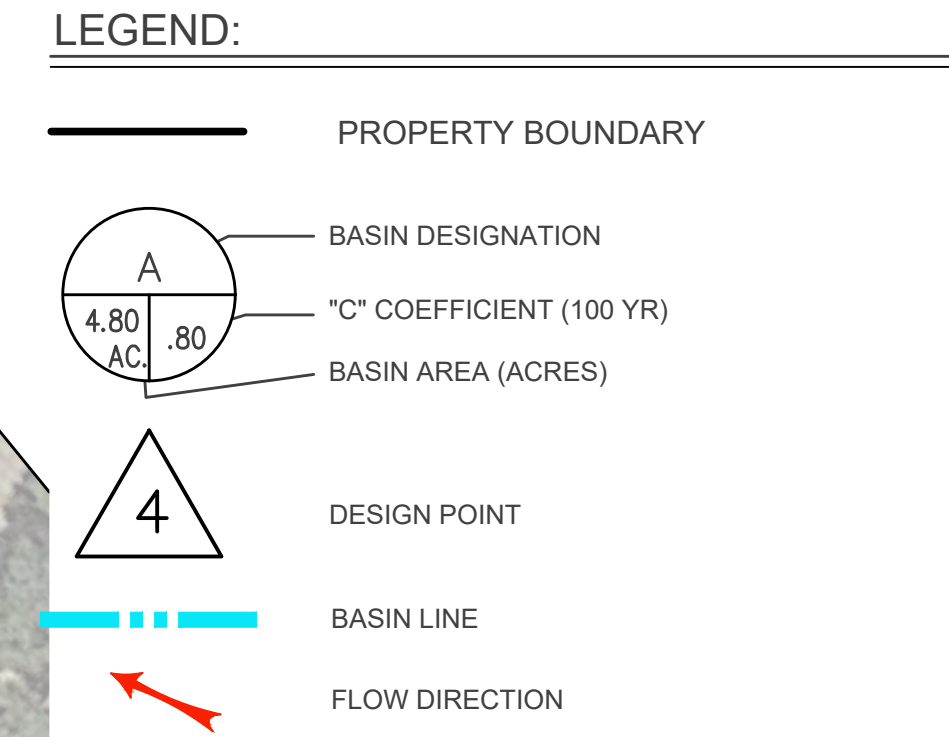 LEGEND:
PROPERTY BOUNDARY
BASIN DESIGNATION
A
"C" COEFFICIENT (100 YR)
4.80 .80
AC.
BASIN AREA (ACRES)
4
DESIGN POINT
BASIN LINE
FLOW DIRECTION